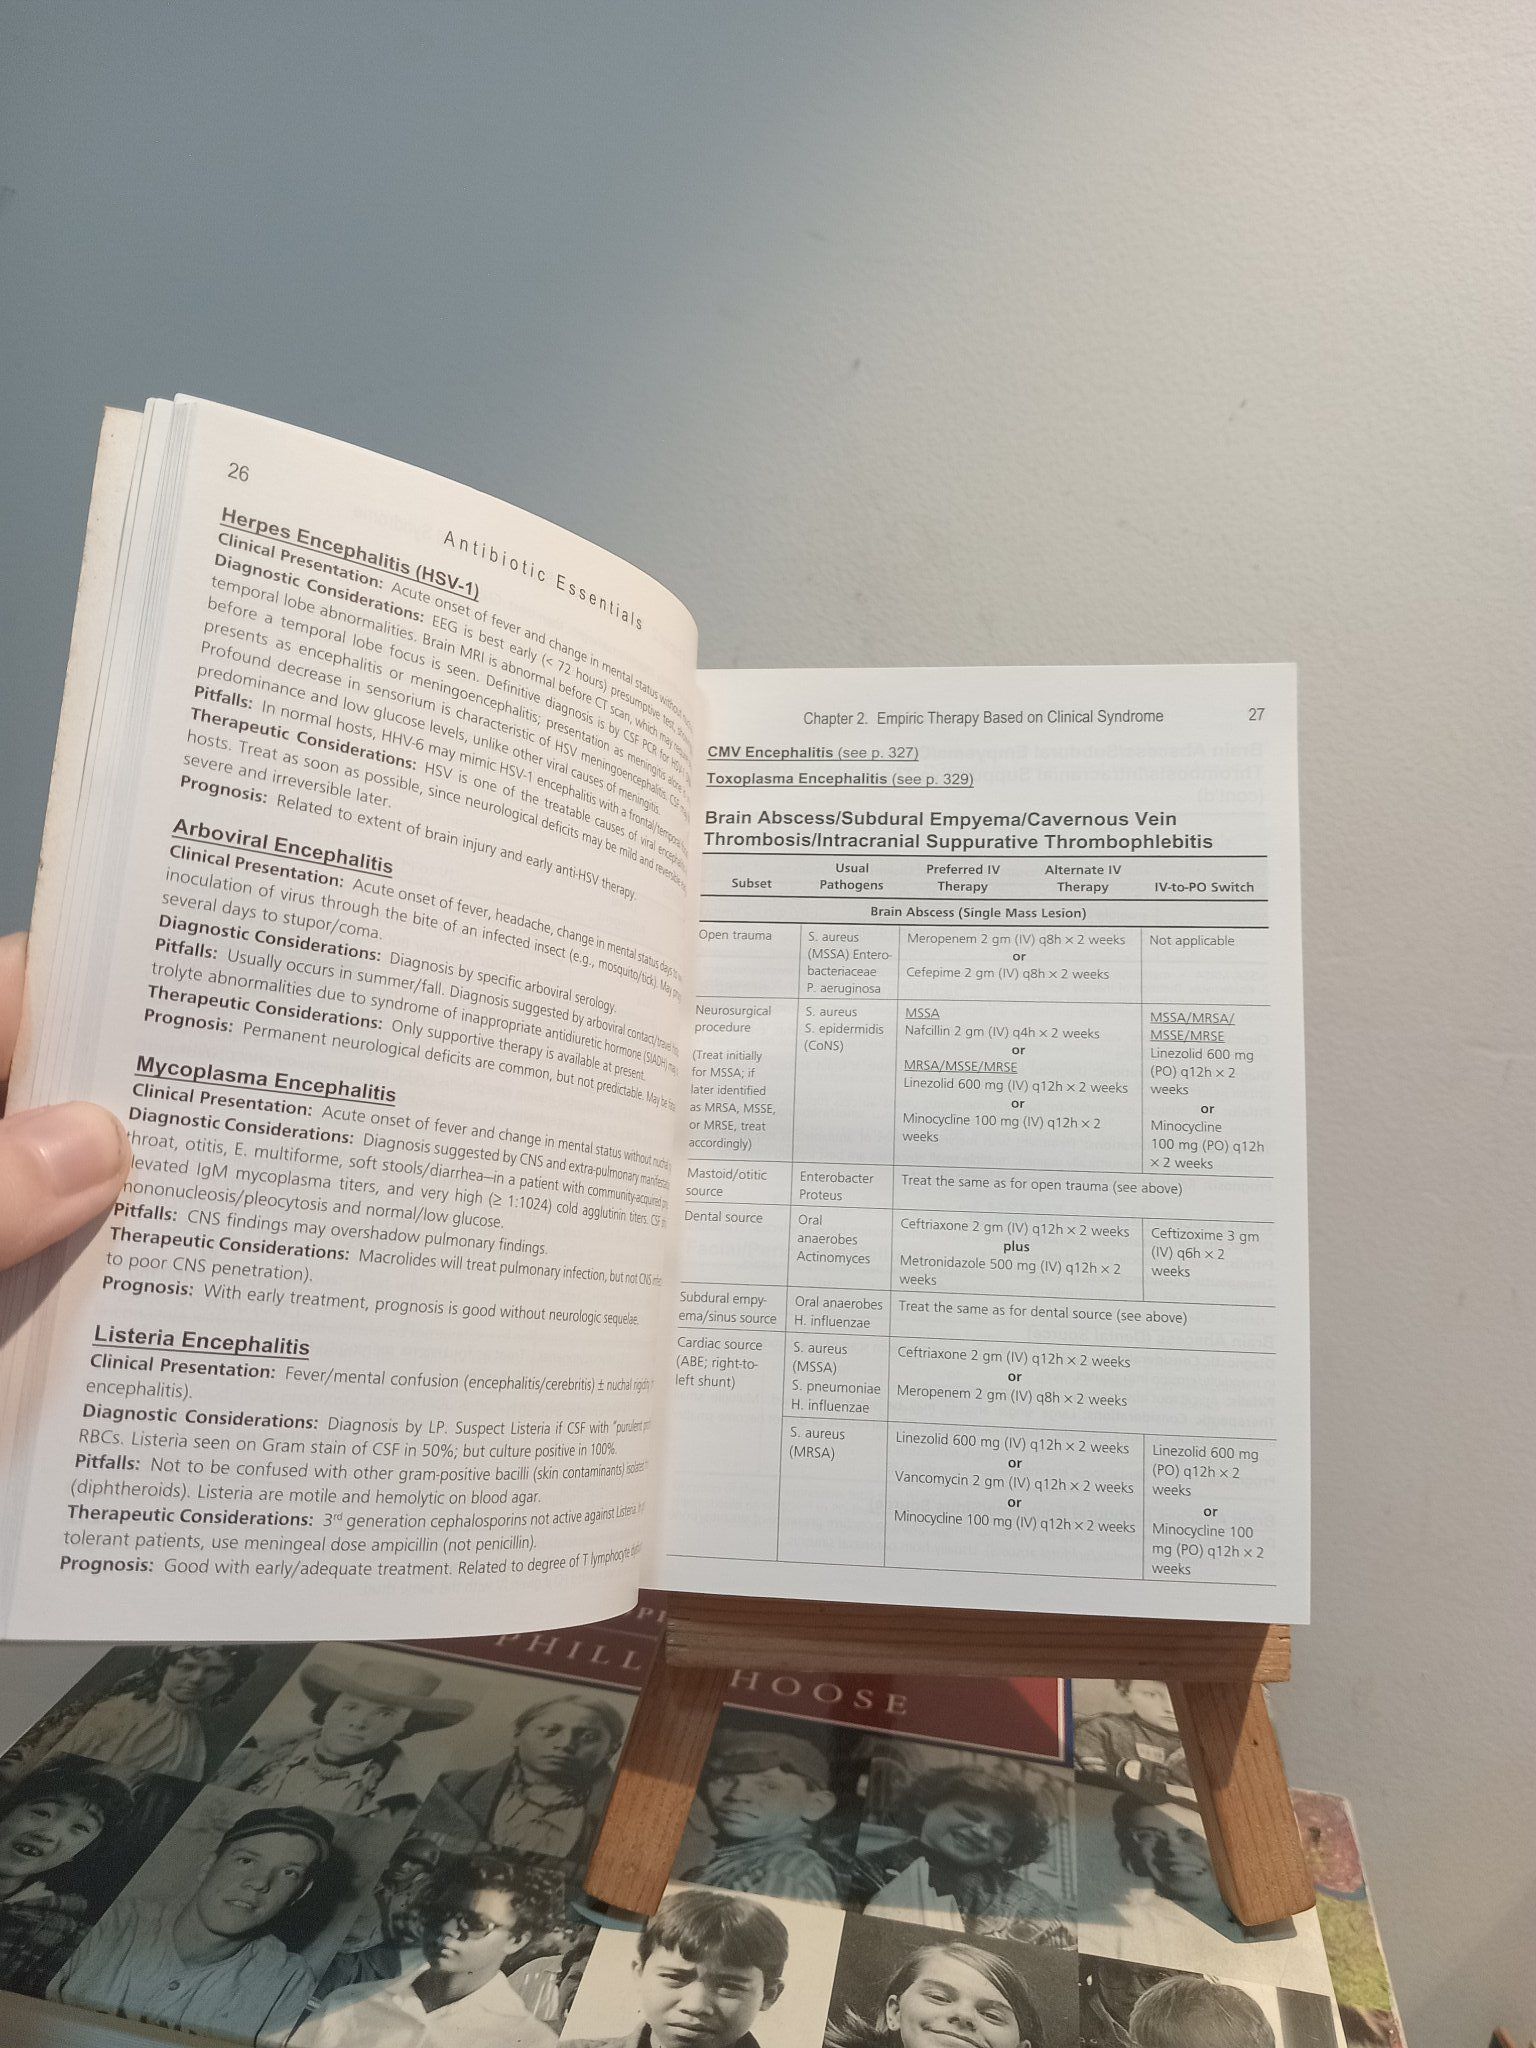 26
Antibiotic Essentials
Herpes Encephalitis (HSV-1)
Clinical Presentation: Acute onset of fever and change in mental status without
Diagnostic Considerations: EEG is best early (< 72 hours) presumptive test,
temporal lobe abnormalities. Brain MRI is abnormal before CT scan, which may
before a temporal lobe focus is seen. Definitive diagnosis is by CSF PCR for
presents as encephalitis or meningoencephalitis; presentation as meningitis
Profound decrease in sensorium is characteristic of HSV meningoencephalitis. CSF
predominance and low glucose levels, unlike other viral causes of meningitis.
Pitfalls: In normal hosts, HHV-6 may mimic HSV-1 encephalitis with a frontal/temporal
Therapeutic Considerations: HSV is one of the treatable causes of viral encephalitis
hosts. Treat as soon as possible, since neurological deficits may be mild and reversible
severe and irreversible later.
Prognosis: Related to extent of brain injury and early anti-HSV therapy.
Arboviral Encephalitis
Clinical Presentation: Acute onset of fever, headache, change in mental status days to
inoculation of virus through the bite of an infected insect (e.g., mosquito/tick). May
several days to stupor/coma.
Diagnostic Considerations: Diagnosis by specific arboviral serology.
Pitfalls: Usually occurs in summer/fall. Diagnosis suggested by arboviral contact/travel
trolyte abnormalities due to syndrome of inappropriate antidiuretic hormone (SIADH)
Therapeutic Considerations: Only supportive therapy is available at present.
Prognosis: Permanent neurological deficits are common, but not predictable. May be
Mycoplasma Encephalitis
Clinical Presentation: Acute onset of fever and change in mental status without
Diagnostic Considerations: Diagnosis suggested by CNS and extra-pulmonary
throat, otitis, E. multiforme, soft stools/diarrhea—in a patient with community-acquired
levated IgM mycoplasma titers, and very high (≥ 1:1024) cold agglutinin titers. CSF
mononucleosis/pleocytosis and normal/low glucose.
Pitfalls: CNS findings may overshadow pulmonary findings.
Therapeutic Considerations: Macrolides will treat pulmonary infection, but not CNS
to poor CNS penetration).
Prognosis: With early treatment, prognosis is good without neurologic sequelae.
Listeria Encephalitis
Clinical Presentation: Fever/mental confusion (encephalitis/cerebritis) ± nuchal rigidity
encephalitis).
Diagnostic Considerations: Diagnosis by LP. Suspect Listeria if CSF with "purulent
RBCs. Listeria seen on Gram stain of CSF in 50%; but culture positive in 100%.
Pitfalls: Not to be confused with other gram-positive bacilli (skin contaminants)
(diphtheroids). Listeria are motile and hemolytic on blood agar.
Therapeutic Considerations: 3rd generation cephalosporins not active against Listeria.
tolerant patients, use meningeal dose ampicillin (not penicillin).
Prognosis: Good with early/adequate treatment. Related to degree of T lymphocyte
Chapter 2. Empiric Therapy Based on Clinical Syndrome 27
CMV Encephalitis (see p. 327)
Toxoplasma Encephalitis (see p. 329)
Brain Abscess/Subdural Empyema/Cavernous Vein
Thrombosis/Intracranial Suppurative Thrombophlebitis
Subset
Usual
Pathogens
Preferred IV
Therapy
Alternate IV
Therapy
IV-to-PO Switch
Brain Abscess (Single Mass Lesion)
Open trauma
S. aureus
(MSSA) Entero-
bacteriaceae
P. aeruginosa
Meropenem 2 gm (IV) q8h × 2 weeks
or
Cefepime 2 gm (IV) q8h × 2 weeks
Not applicable
Neurosurgical
procedure
(Treat initially
for MSSA; if
later identified
as MRSA, MSSE,
or MRSE, treat
accordingly)
S. aureus
S. epidermidis
(CoNS)
MSSA
Nafcillin 2 gm (IV) q4h × 2 weeks
or
MRSA/MSSE/MRSE
Linezolid 600 mg (IV) q12h × 2 weeks
or
Minocycline 100 mg (IV) q12h × 2
weeks
MSSA/MRSA/
MSSE/MRSE
Linezolid 600 mg
(PO) q12h × 2
weeks
or
Minocycline
100 mg (PO) q12h
× 2 weeks
Mastoid/otitic
source
Enterobacter
Proteus
Treat the same as for open trauma (see above)
Dental source
Oral
anaerobes
Actinomyces
Ceftriaxone 2 gm (IV) q12h × 2 weeks
plus
Metronidazole 500 mg (IV) q12h × 2
weeks
Ceftizoxime 3 gm
(IV) q6h × 2
weeks
Subdural empy-
ema/sinus source
Oral anaerobes
H. influenzae
Treat the same as for dental source (see above)
Cardiac source
(ABE; right-to-
left shunt)
S. aureus
(MSSA)
S. pneumoniae
H. influenzae
Ceftriaxone 2 gm (IV) q12h × 2 weeks
or
Meropenem 2 gm (IV) q8h × 2 weeks
S. aureus
(MRSA)
Linezolid 600 mg (IV) q12h × 2 weeks
or
Vancomycin 2 gm (IV) q12h × 2 weeks
or
Minocycline 100 mg (IV) q12h × 2 weeks
Linezolid 600 mg
(PO) q12h × 2
weeks
or
Minocycline 100
mg (PO) q12h × 2
weeks
PHILL HOOSE